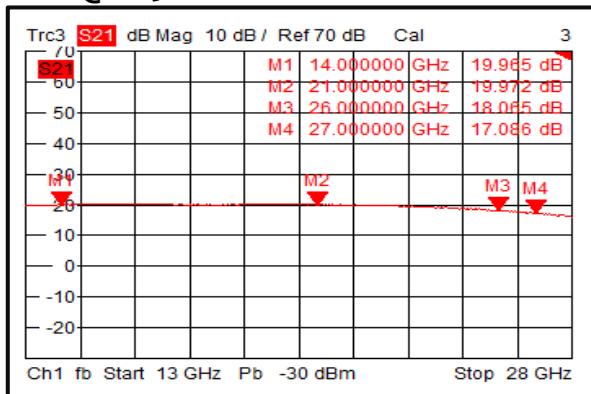 Trc3 S21 dB Mag 10 dB / Ref 70 dB Cal 3
70
S21
M1 14.000000 GHz 19.965 dB
M2 21.000000 GHz 19.972 dB
60
M3 26.000000 GHz 18.065 dB
50
M4 27.000000 GHz 17.086 dB
40
30
M1 M2 M3 M4
20
10
0
-10
-20
Ch1 fb Start 13 GHz Pb -30 dBm Stop 28 GHz